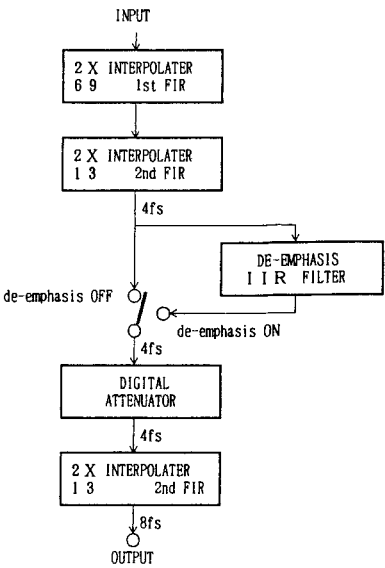 INPUT
2 X INTERPOLATER
6 9 1st FIR
2 X INTERPOLATER
1 3 2nd FIR
4fs
DE-EMPHASIS
I I R FILTER
de-emphasis OFF
de-emphasis ON
4fs
DIGITAL
ATTENUATOR
4fs
2 X INTERPOLATER
1 3 2nd FIR
8fs
OUTPUT